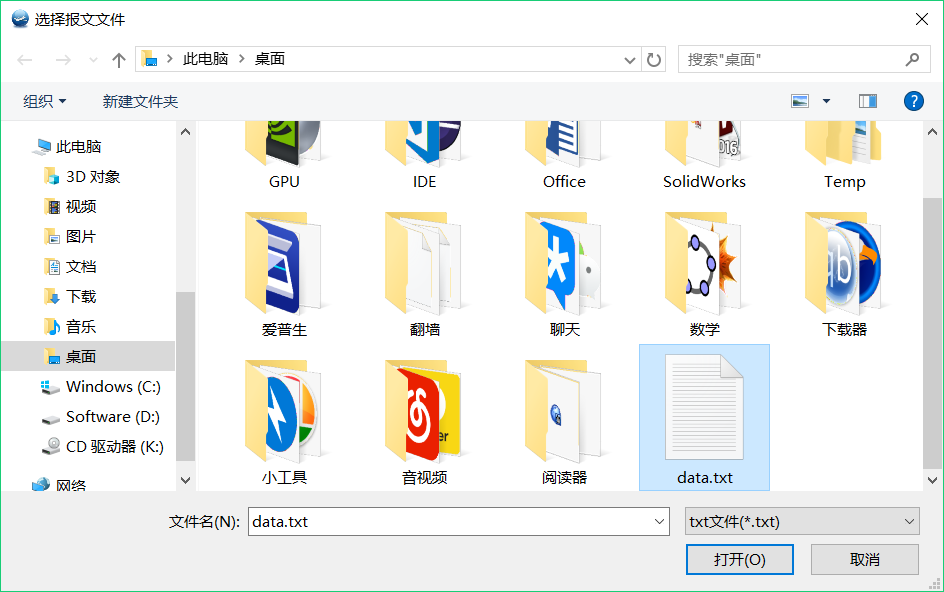 选择报文文件
此电脑 桌面
搜索"桌面"
组织 新建文件夹
?
此电脑
3D 对象
视频
图片
文档
下载
音乐
桌面
Windows (C:)
Software (D:)
CD 驱动器 (K:)
网络
GPU IDE Office SolidWorks Temp
爱普生 翻墙 聊天 数学 下载器
小工具 音视频 阅读器 data.txt
文件名(N): data.txt txt文件(*.txt)
打开(O) 取消